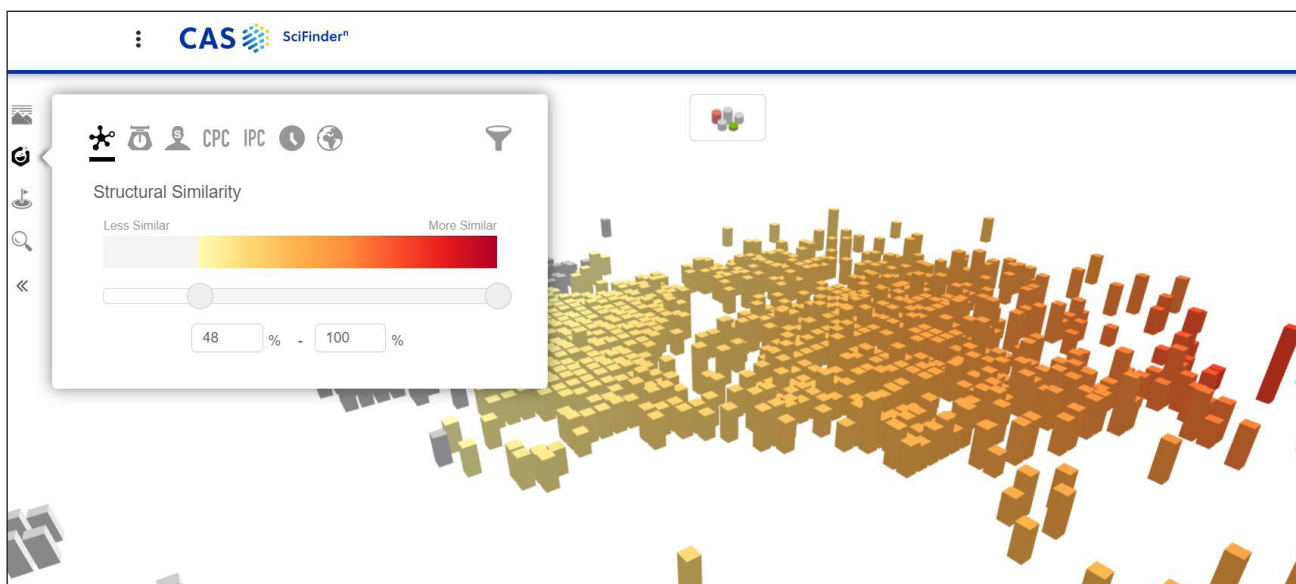 CAS SciFinderⁿ
CPC IPC
Structural Similarity
Less Similar More Similar
48 % - 100 %